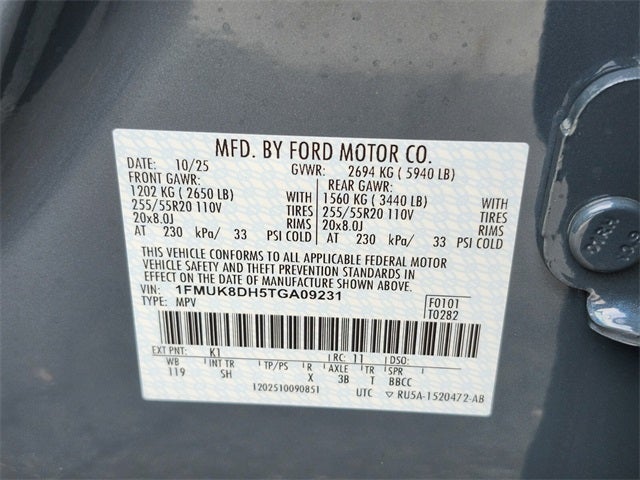 MFD. BY FORD MOTOR CO.
DATE: 10/25 GVWR: 2694 KG ( 5940 LB)
FRONT GAWR: REAR GAWR:
1202 KG ( 2650 LB) WITH 1560 KG ( 3440 LB) WITH
255/55R20 110V TIRES 255/55R20 110V TIRES
20x8.0J RIMS 20x8.0J RIMS
AT 230 kPa/ 33 PSI COLD AT 230 kPa/ 33 PSI COLD
THIS VEHICLE CONFORMS TO ALL APPLICABLE FEDERAL MOTOR
VEHICLE SAFETY AND THEFT PREVENTION STANDARDS IN
EFFECT ON THE DATE OF MANUFACTURE SHOWN ABOVE.
VIN: 1FMUK8DH5TGA09231 F0101
TYPE: MPV T0282
EXT PNT: K1 RC: 11 DSO:
WB INT TR TP/PS R AXLE TR SPR
119 SH X 3B T BBCC
1202510090851 UTC ▽ RU5A-1520472-AB